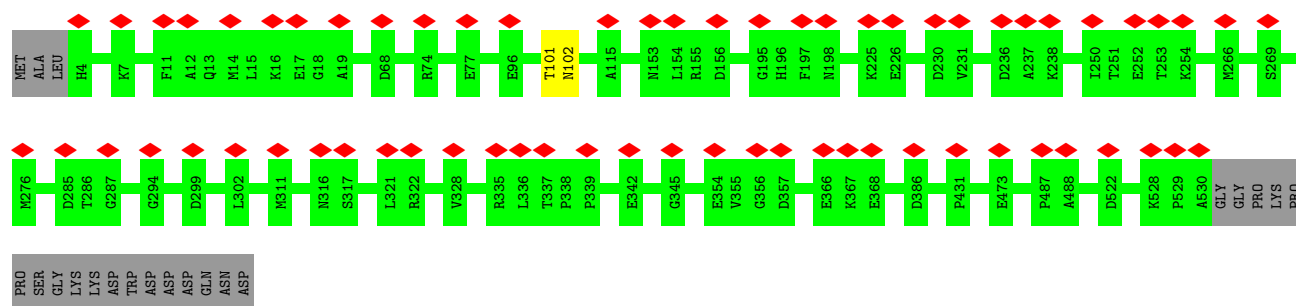 MET ALA LEU H4 K7 F11 A12 Q13 M14 L15 K16 E17 G18 A19 D68 R74 E77 E96 T101 N102 A115 N153 L154 R155 D156 G195 H196 F197 N198 K225 E226 D230 V231 D236 A237 K238 I250 T251 E252 T253 K254 M266 S269
M276 D285 T286 G287 G294 D299 L302 M311 N316 S317 L321 R322 V328 R335 L336 T337 P338 P339 E342 G345 E354 V355 G356 D357 E366 K367 E368 D386 P431 E473 P487 A488 D522 K528 P529 A530 GLY GLY PRO LYS PRO
PRO SER GLY LYS LYS ASP TRP ASP ASP ASP GLN ASN ASP